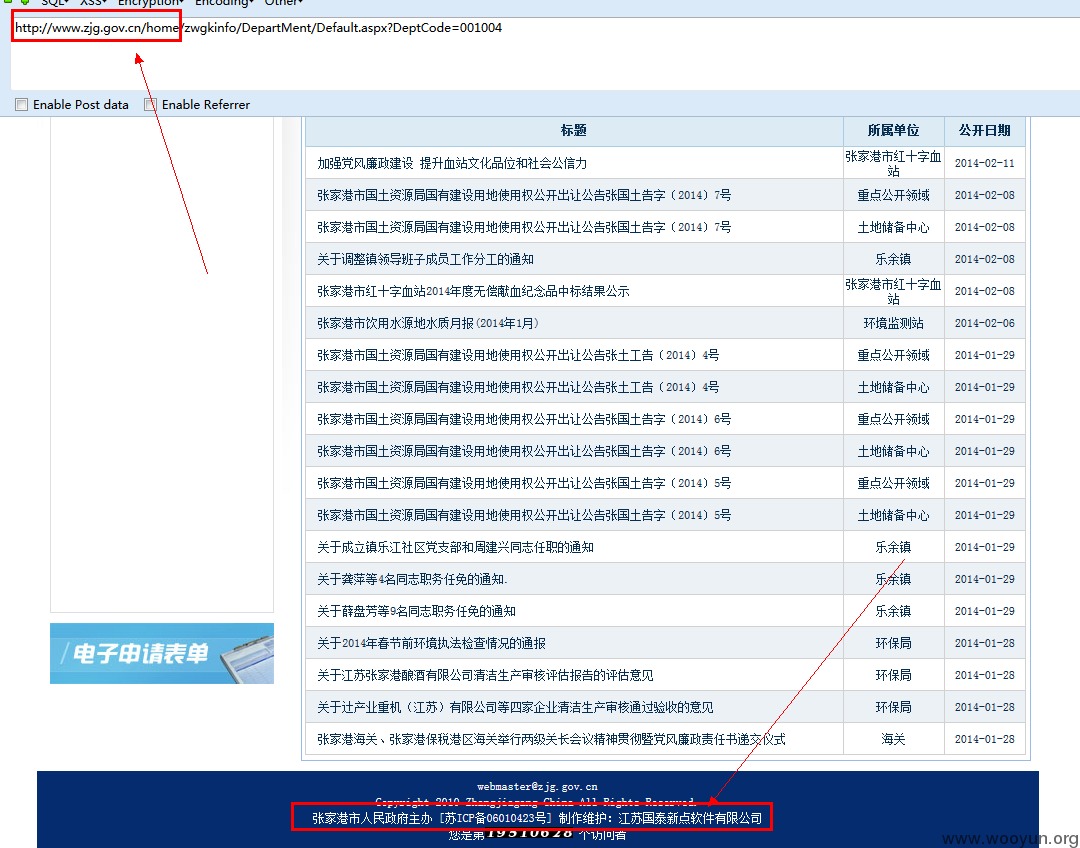 SQL▾ XSS▾ Encryption▾ Encoding▾ Other▾
http://www.zjg.gov.cn/home/zwgkinfo/DepartMent/Default.aspx?DeptCode=001004
Enable Post data Enable Referrer
标题 所属单位 公开日期
加强党风廉政建设 提升血站文化品位和社会公信力 张家港市红十字血站 2014-02-11
张家港市国土资源局国有建设用地使用权公开出让公告张国土告字（2014）7号 重点公开领域 2014-02-08
张家港市国土资源局国有建设用地使用权公开出让公告张国土告字（2014）7号 土地储备中心 2014-02-08
关于调整镇领导班子成员工作分工的通知 乐余镇 2014-02-08
张家港市红十字血站2014年度无偿献血纪念品中标结果公示 张家港市红十字血站 2014-02-08
张家港市饮用水源地水质月报(2014年1月) 环境监测站 2014-02-06
张家港市国土资源局国有建设用地使用权公开出让公告张土工告（2014）4号 重点公开领域 2014-01-29
张家港市国土资源局国有建设用地使用权公开出让公告张土工告（2014）4号 土地储备中心 2014-01-29
张家港市国土资源局国有建设用地使用权公开出让公告张国土告字（2014）6号 重点公开领域 2014-01-29
张家港市国土资源局国有建设用地使用权公开出让公告张国土告字（2014）6号 土地储备中心 2014-01-29
张家港市国土资源局国有建设用地使用权公开出让公告张国土告字（2014）5号 重点公开领域 2014-01-29
张家港市国土资源局国有建设用地使用权公开出让公告张国土告字（2014）5号 土地储备中心 2014-01-29
关于成立镇乐江社区党支部和周建兴同志任职的通知 乐余镇 2014-01-29
关于龚萍等4名同志职务任免的通知. 乐余镇 2014-01-29
关于薛盘芳等9名同志职务任免的通知 乐余镇 2014-01-29
关于2014年春节前环境执法检查情况的通报 环保局 2014-01-28
关于江苏张家港酿酒有限公司清洁生产审核评估报告的评估意见 环保局 2014-01-28
关于辻产业重机（江苏）有限公司等四家企业清洁生产审核通过验收的意见 环保局 2014-01-28
张家港海关、张家港保税港区海关举行两级关长会议精神贯彻暨党风廉政责任书递交仪式 海关 2014-01-28
电子申请表单
webmaster@zjg.gov.cn
Copyright 2010 Zhangjiagang China All Rights Reserved.
张家港市人民政府主办 [苏ICP备06010423号] 制作维护：江苏国泰新点软件有限公司
您是第 19510628 个访问者
www.wooyun.org